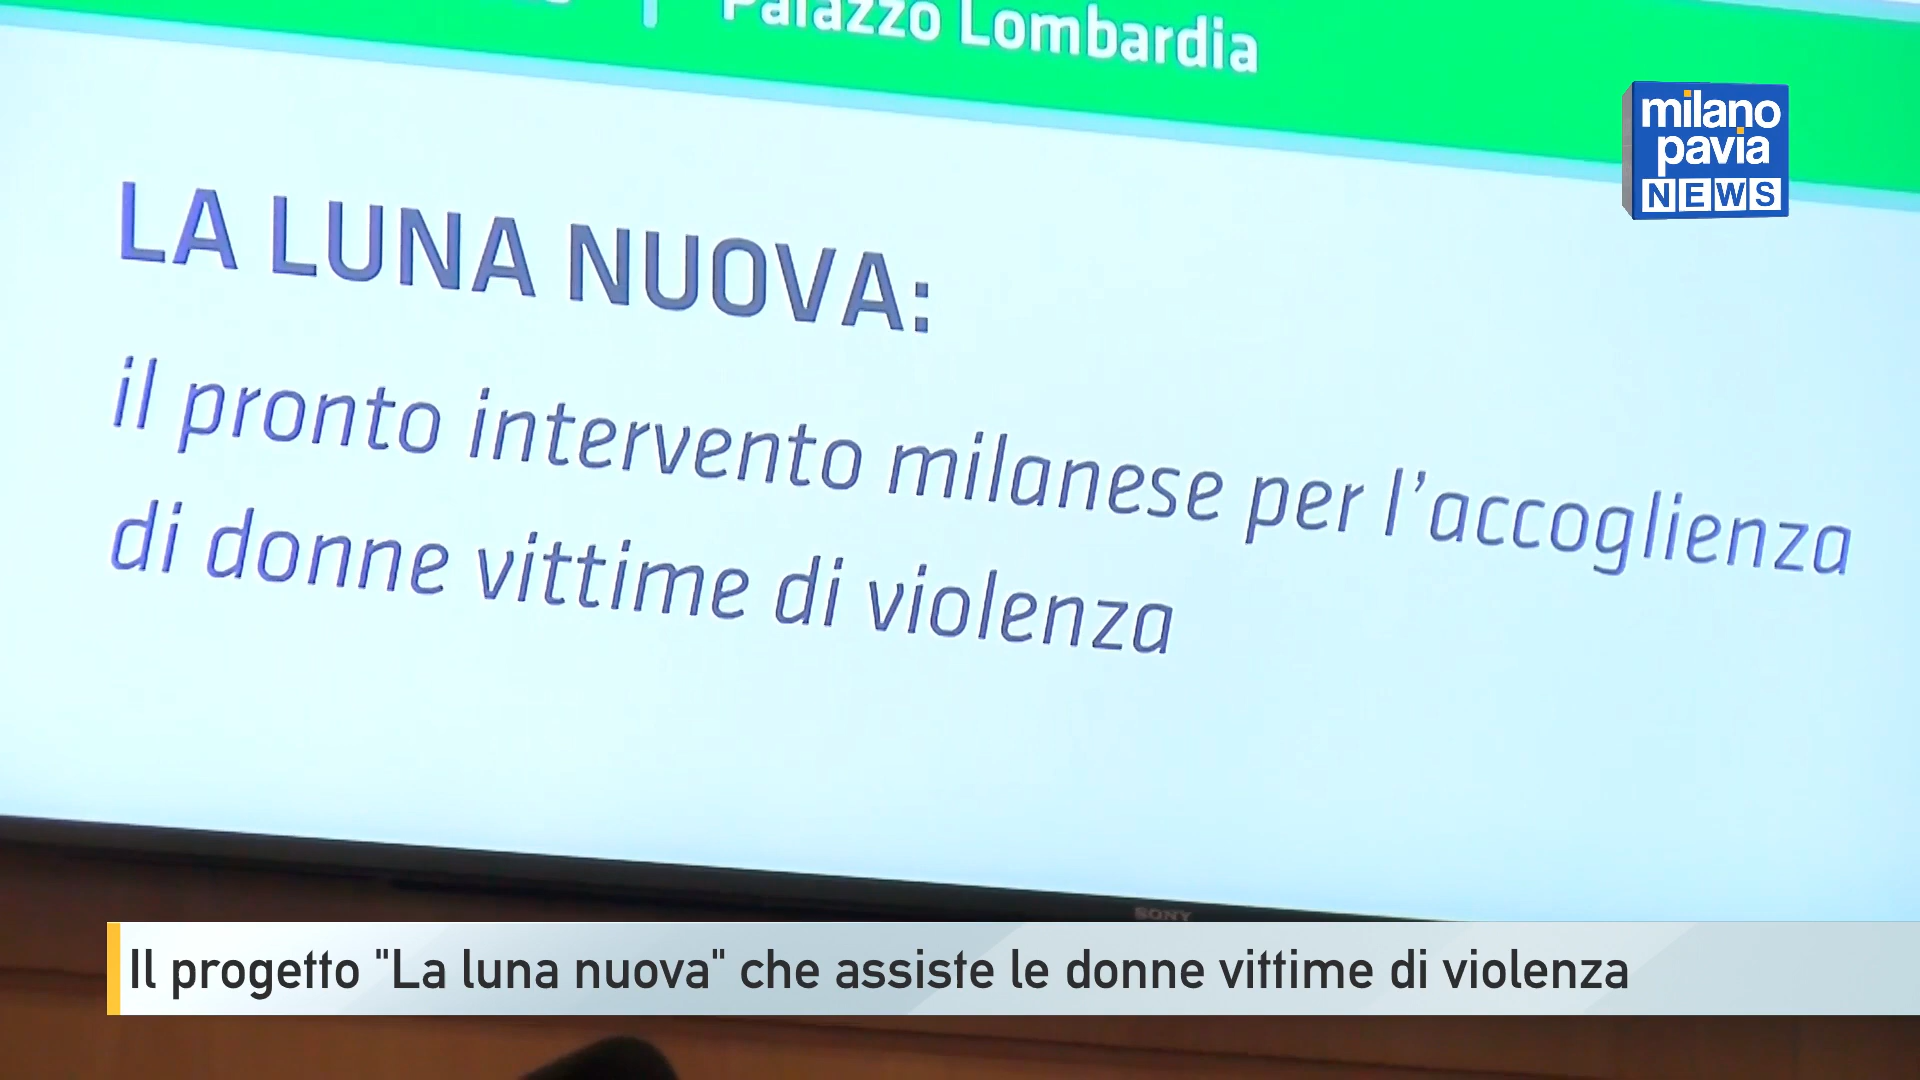 Palazzo Lombardia
milano
pavia
NEWS
LA LUNA NUOVA:
il pronto intervento milanese per l'accoglienza
di donne vittime di violenza
SONY
Il progetto "La luna nuova" che assiste le donne vittime di violenza